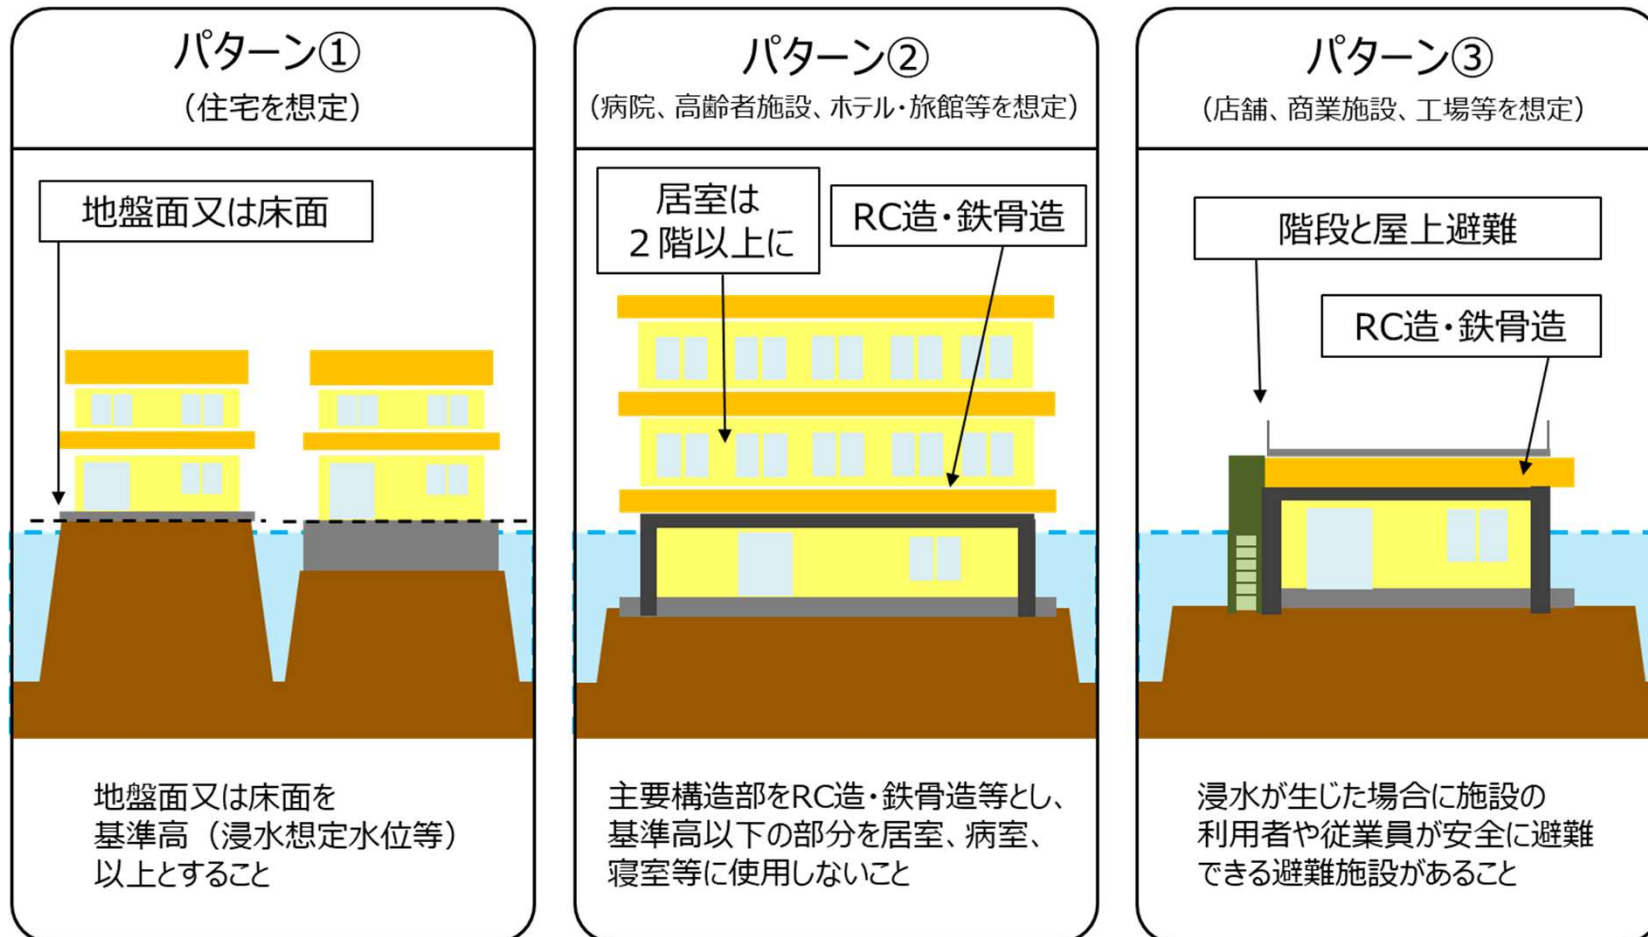 パターン①
（住宅を想定）
地盤面又は床面
地盤面又は床面を
基準高（浸水想定水位等）
以上とすること
パターン②
（病院、高齢者施設、ホテル・旅館等を想定）
居室は
２階以上に
RC造・鉄骨造
主要構造部をRC造・鉄骨造等とし、
基準高以下の部分を居室、病室、
寝室等に使用しないこと
パターン③
（店舗、商業施設、工場等を想定）
階段と屋上避難
RC造・鉄骨造
浸水が生じた場合に施設の
利用者や従業員が安全に避難
できる避難施設があること